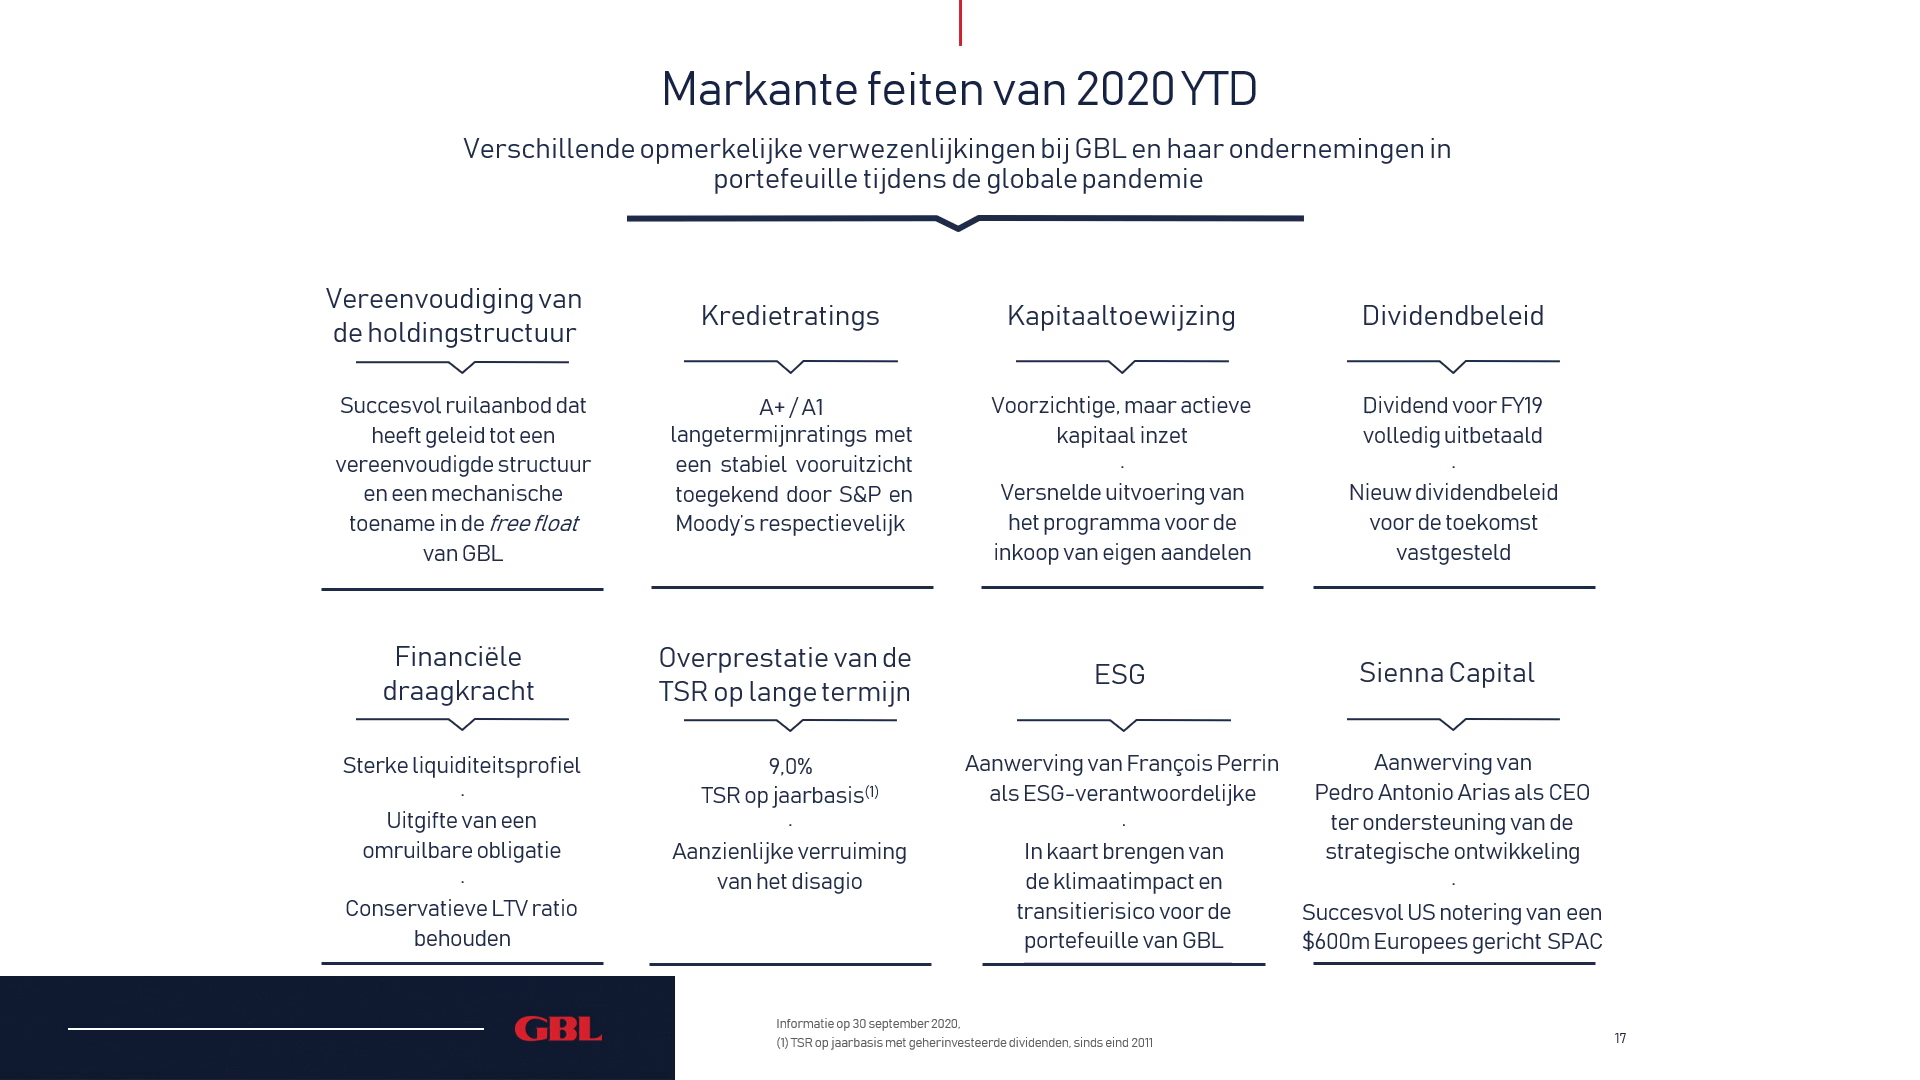 Markante feiten van 2020 YTD
Verschillende opmerkelijke verwezenlijkingen bij GBL en haar ondernemingen in
portefeuille tijdens de globale pandemie
Vereenvoudiging van
de holdingstructuur
Succesvol ruilaanbod dat
heeft geleid tot een
vereenvoudigde structuur
en een mechanische
toename in de free float
van GBL
Kredietratings
A+ / A1
langetermijnratings met
een stabiel vooruitzicht
toegekend door S&P en
Moody's respectievelijk
Kapitaaltoewijzing
Voorzichtige, maar actieve
kapitaal inzet
.
Versnelde uitvoering van
het programma voor de
inkoop van eigen aandelen
Dividendbeleid
Dividend voor FY19
volledig uitbetaald
.
Nieuw dividendbeleid
voor de toekomst
vastgesteld
Financiële
draagkracht
Sterke liquiditeitsprofiel
.
Uitgifte van een
omruilbare obligatie
.
Conservatieve LTV ratio
behouden
Overprestatie van de
TSR op lange termijn
9,0%
TSR op jaarbasis(1)
.
Aanzienlijke verruiming
van het disagio
ESG
Aanwerving van François Perrin
als ESG-verantwoordelijke
.
In kaart brengen van
de klimaatimpact en
transitierisico voor de
portefeuille van GBL
Sienna Capital
Aanwerving van
Pedro Antonio Arias als CEO
ter ondersteuning van de
strategische ontwikkeling
.
Succesvol US notering van een
$600m Europees gericht SPAC
GBL
Informatie op 30 september 2020,
(1) TSR op jaarbasis met geherinvesteerde dividenden, sinds eind 2011
17